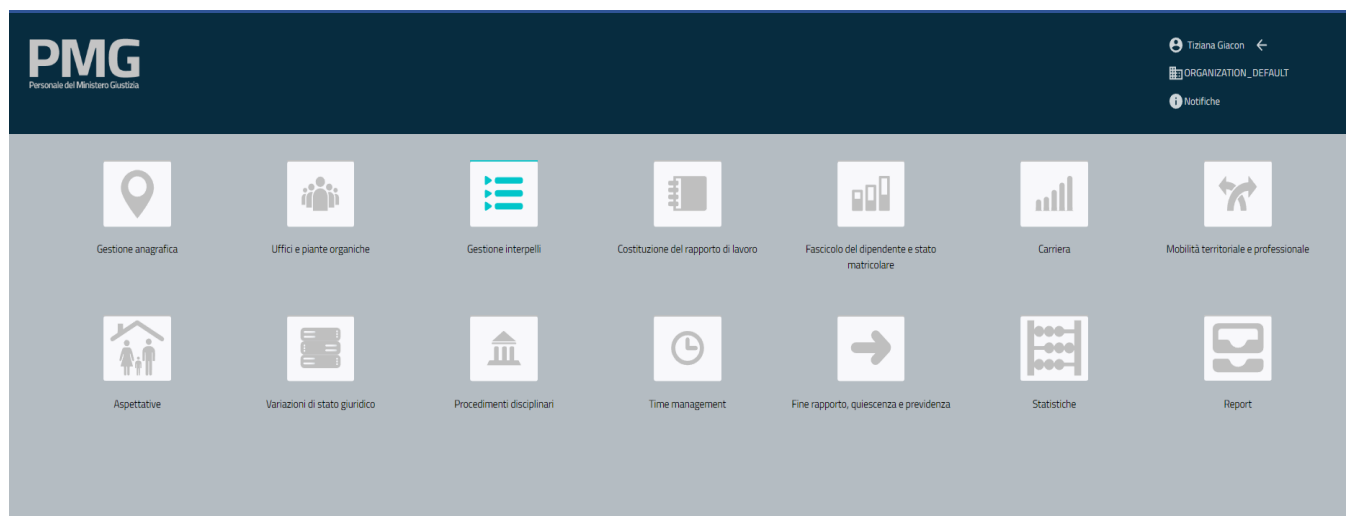 PMG
Personale del Ministero Giustizia
Tiziana Giacon
ORGANIZATION_DEFAULT
Notifiche
Gestione anagrafica
Uffici e piante organiche
Gestione interpelli
Costituzione del rapporto di lavoro
Fascicolo del dipendente e stato
matricolare
Carriera
Mobilità territoriale e professionale
Aspettative
Variazioni di stato giuridico
Procedimenti disciplinari
Time management
Fine rapporto, quiescenza e previdenza
Statistiche
Report